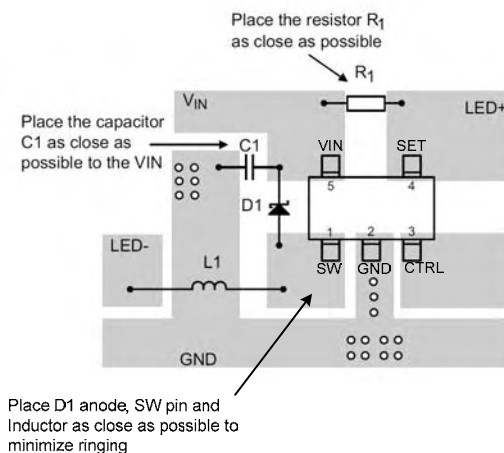 Place the resistor R1
as close as possible
R1
VIN
LED+
Place the capacitor
C1 as close as
possible to the VIN
C1
VIN
SET
5
4
D1
1
2
3
LED-
SW
GND
CTRL
L1
GND
Place D1 anode, SW pin and
Inductor as close as possible to
minimize ringing